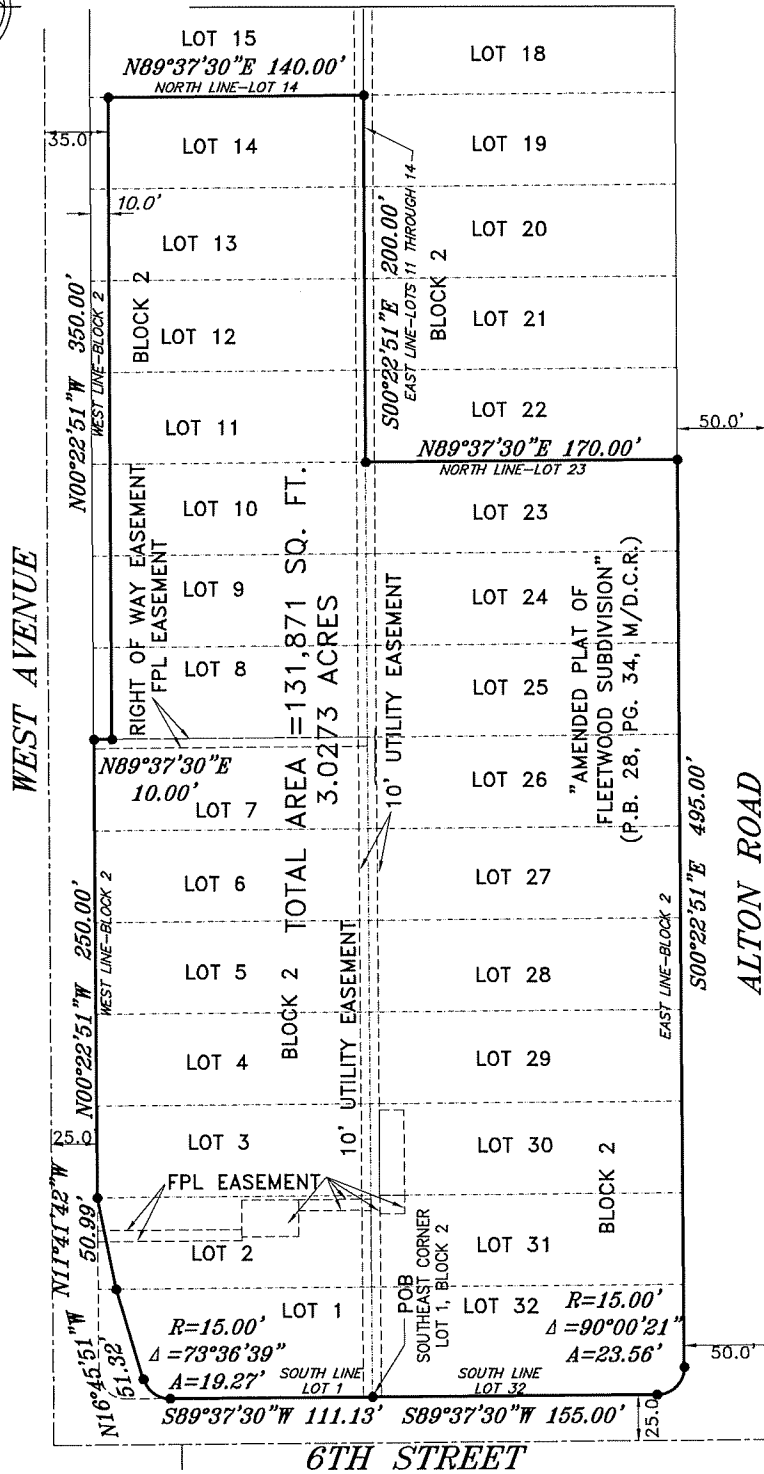 LOT 15
N89°37'30"E 140.00'
NORTH LINE-LOT 14
LOT 18
35.0'
LOT 14
LOT 19
10.0'
LOT 13
LOT 20
S00°22'51"E 200.00'
EAST LINE-LOTS 11 THROUGH 14
BLOCK 2
BLOCK 2
N00°22'51"W 350.00'
WEST LINE-BLOCK 2
LOT 12
LOT 21
LOT 11
LOT 22
50.0'
N89°37'30"E 170.00'
NORTH LINE-LOT 23
LOT 10
LOT 23
RIGHT OF WAY EASEMENT
FPL EASEMENT
LOT 9
LOT 24
LOT 8
LOT 25
WEST AVENUE
TOTAL AREA =131,871 SQ. FT.
3.0273 ACRES
10' UTILITY EASEMENT
"AMENDED PLAT OF
FLEETWOOD SUBDIVISION"
(P.B. 28, PG. 34, M/D.C.R.)
N89°37'30"E
10.00'
LOT 7
LOT 26
S00°22'51"E 495.00'
ALTON ROAD
LOT 6
LOT 27
N00°22'51"W 250.00'
WEST LINE-BLOCK 2
LOT 5
LOT 28
BLOCK 2
10' UTILITY EASEMENT
EAST LINE-BLOCK 2
LOT 4
LOT 29
25.0'
LOT 3
LOT 30
FPL EASEMENT
BLOCK 2
N11°41'42"W
50.99'
LOT 2
LOT 31
POB
SOUTHEAST CORNER
LOT 1, BLOCK 2
LOT 1
LOT 32
R=15.00'
Δ=73°36'39"
A=19.27'
R=15.00'
Δ=90°00'21"
A=23.56'
N16°45'51"W
51.32'
SOUTH LINE
LOT 1
SOUTH LINE
LOT 32
50.0'
S89°37'30"W 111.13'
S89°37'30"W 155.00'
25.0'
6TH STREET